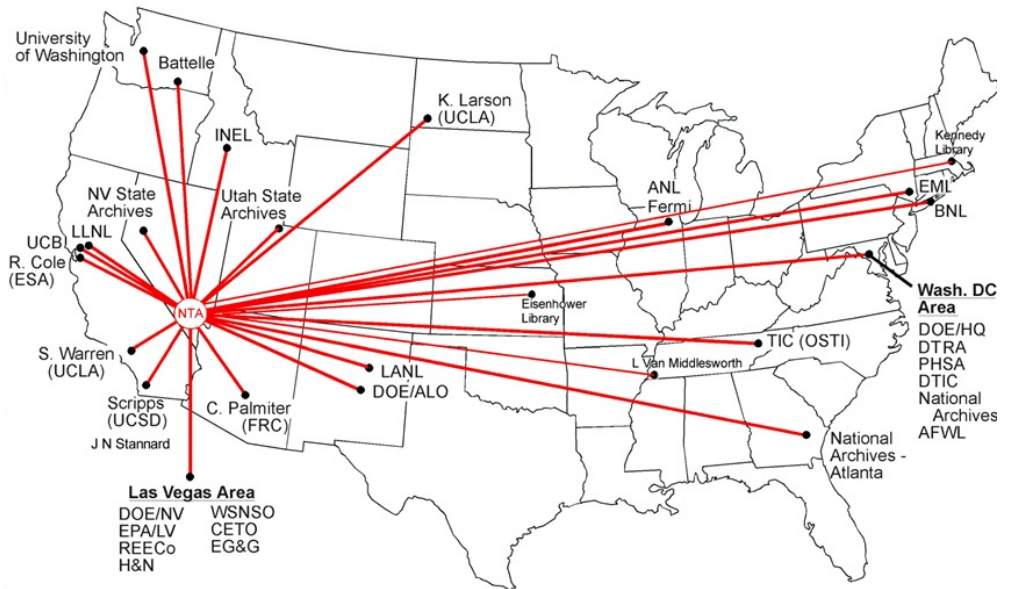 University
of Washington
Battelle
K. Larson
(UCLA)
INEL
Kennedy
Library
NV State
Archives
Utah State
Archives
ANL
Fermi
EML
BNL
LLNL
UCB
R. Cole
(ESA)
NTA
Eisenhower
Library
Wash. DC
Area
DOE/HQ
DTRA
PHSA
DTIC
National
Archives
AFWL
S. Warren
(UCLA)
TIC (OSTI)
L Van Middlesworth
LANL
DOE/ALO
Scripps
(UCSD)
C. Palmiter
(FRC)
J N Stannard
National
Archives -
Atlanta
Las Vegas Area
DOE/NV
EPA/LV
REECo
H&N
WSNSO
CETO
EG&G